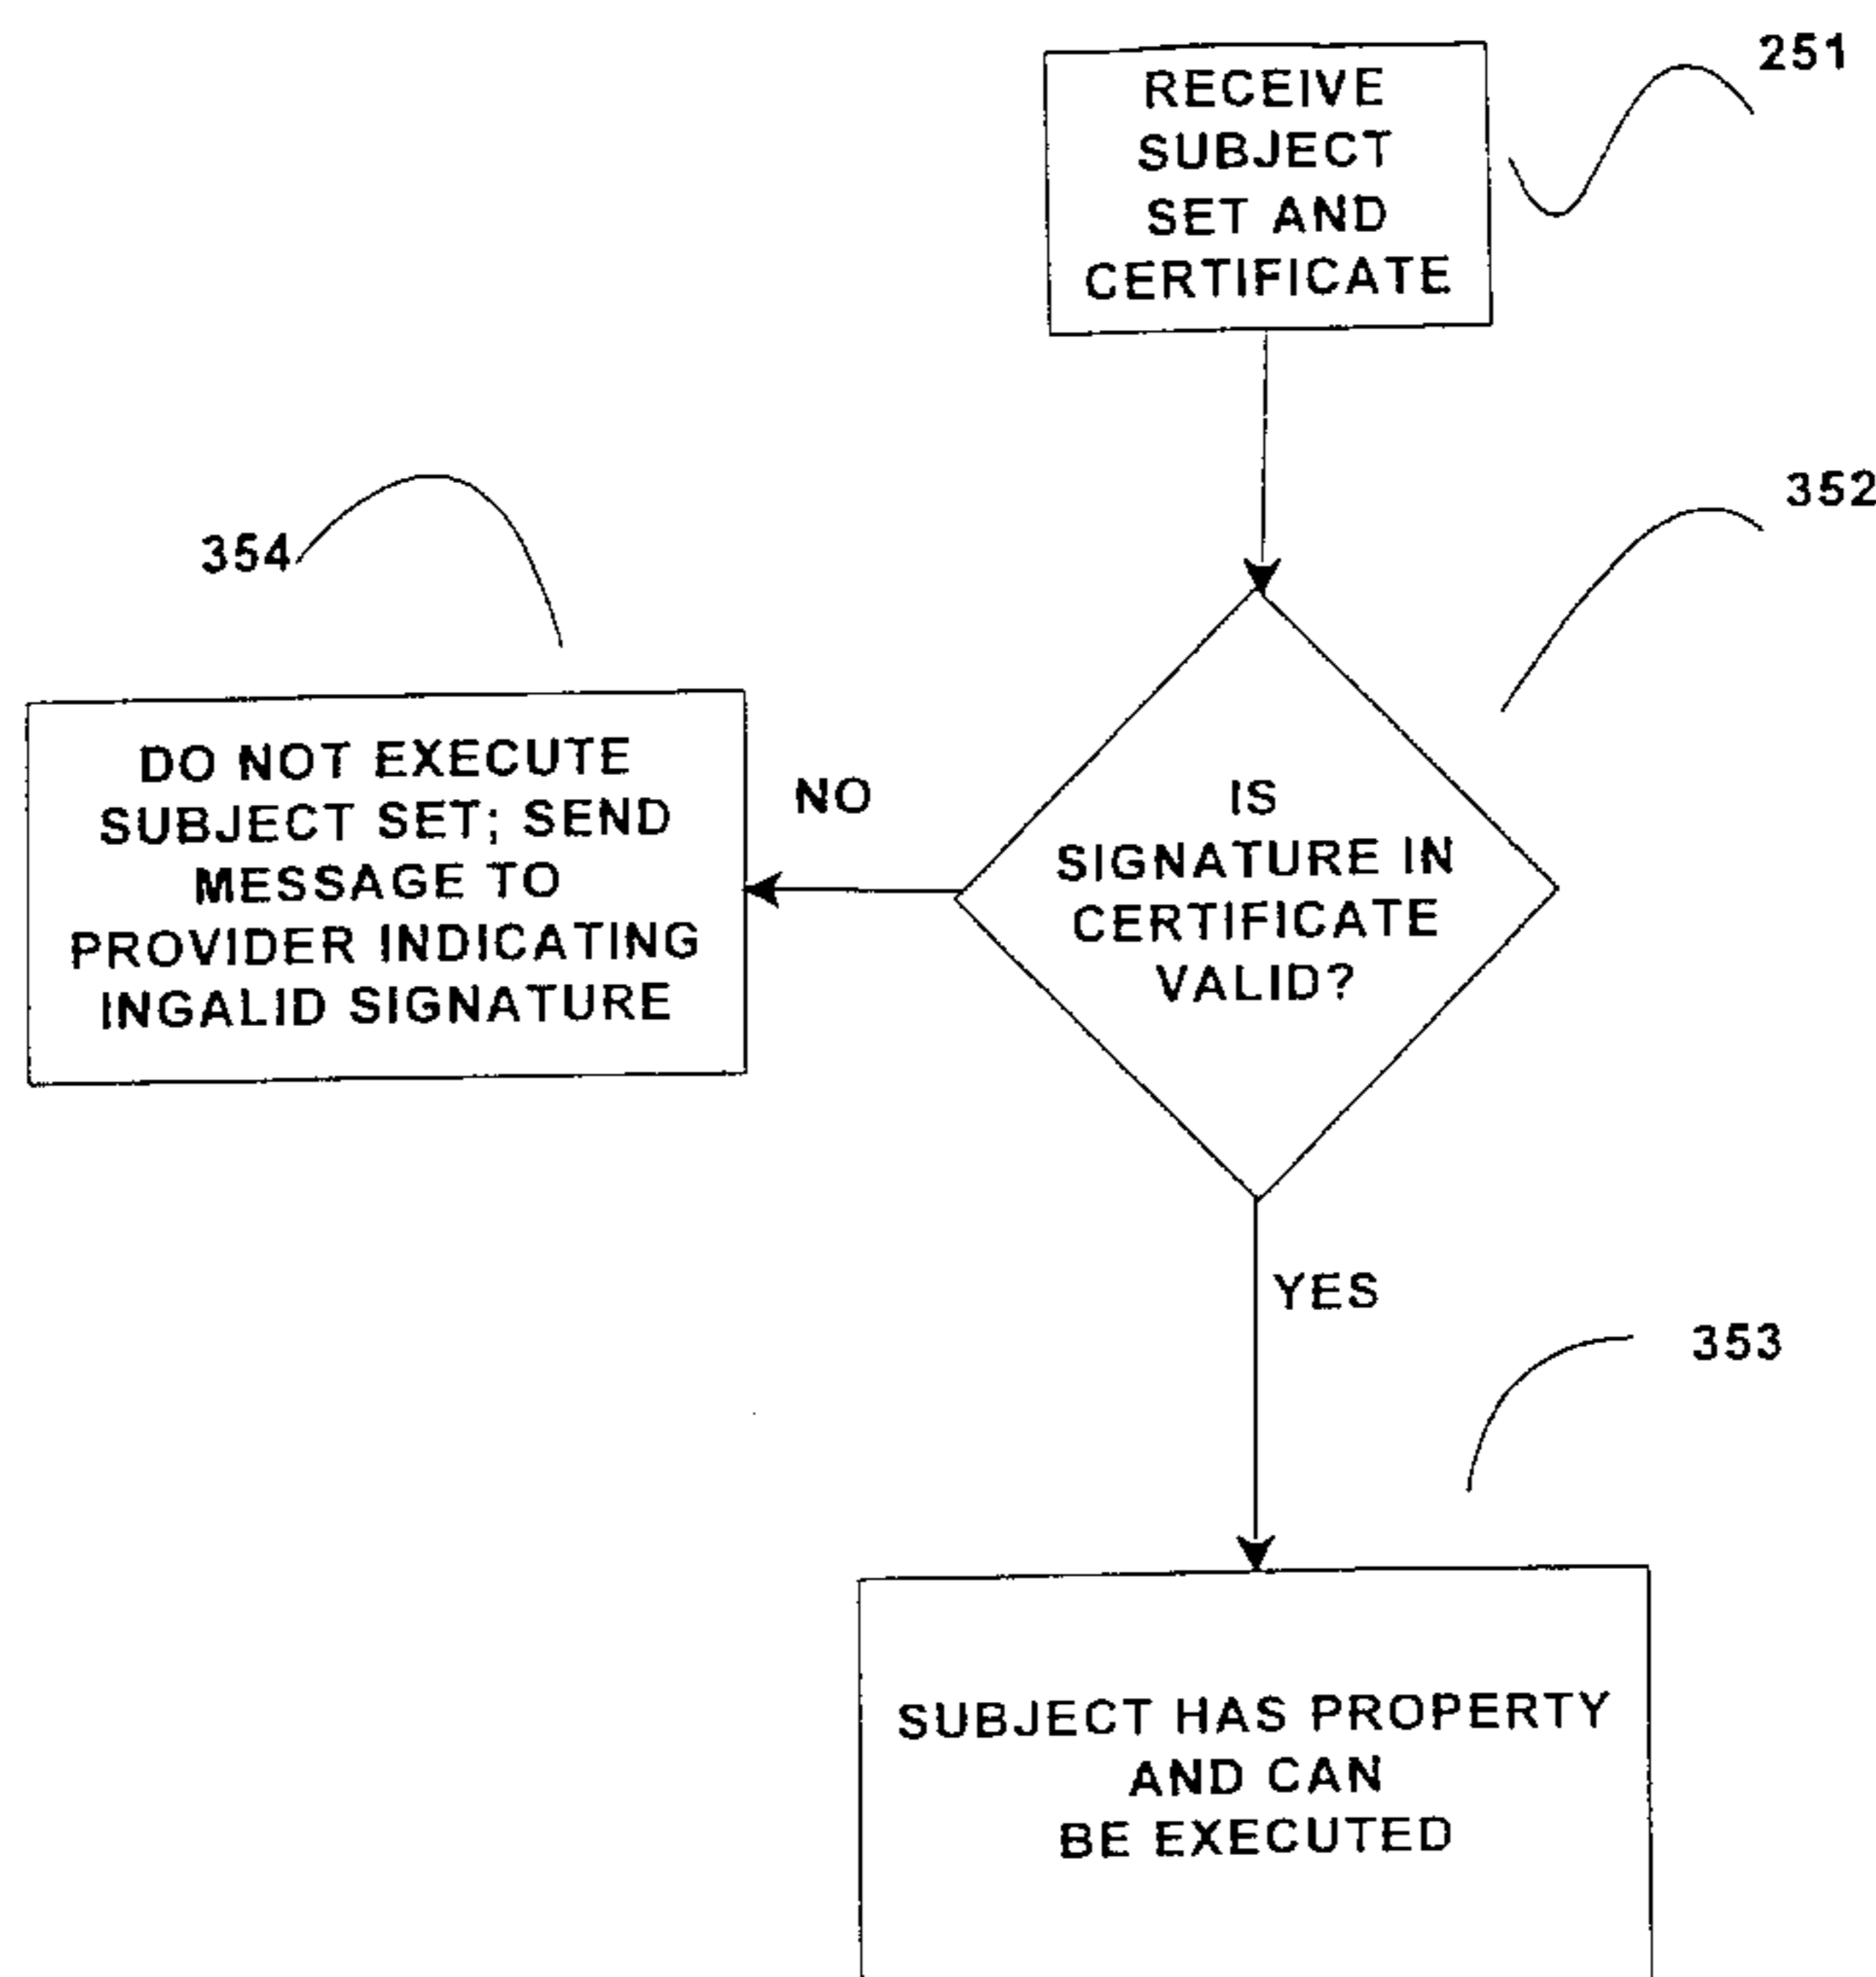 RECEIVE
SUBJECT
SET AND
CERTIFICATE
251
352
354
IS
SIGNATURE IN
CERTIFICATE
VALID?
NO
DO NOT EXECUTE
SUBJECT SET; SEND
MESSAGE TO
PROVIDER INDICATING
INGALID SIGNATURE
YES
353
SUBJECT HAS PROPERTY
AND CAN
BE EXECUTED